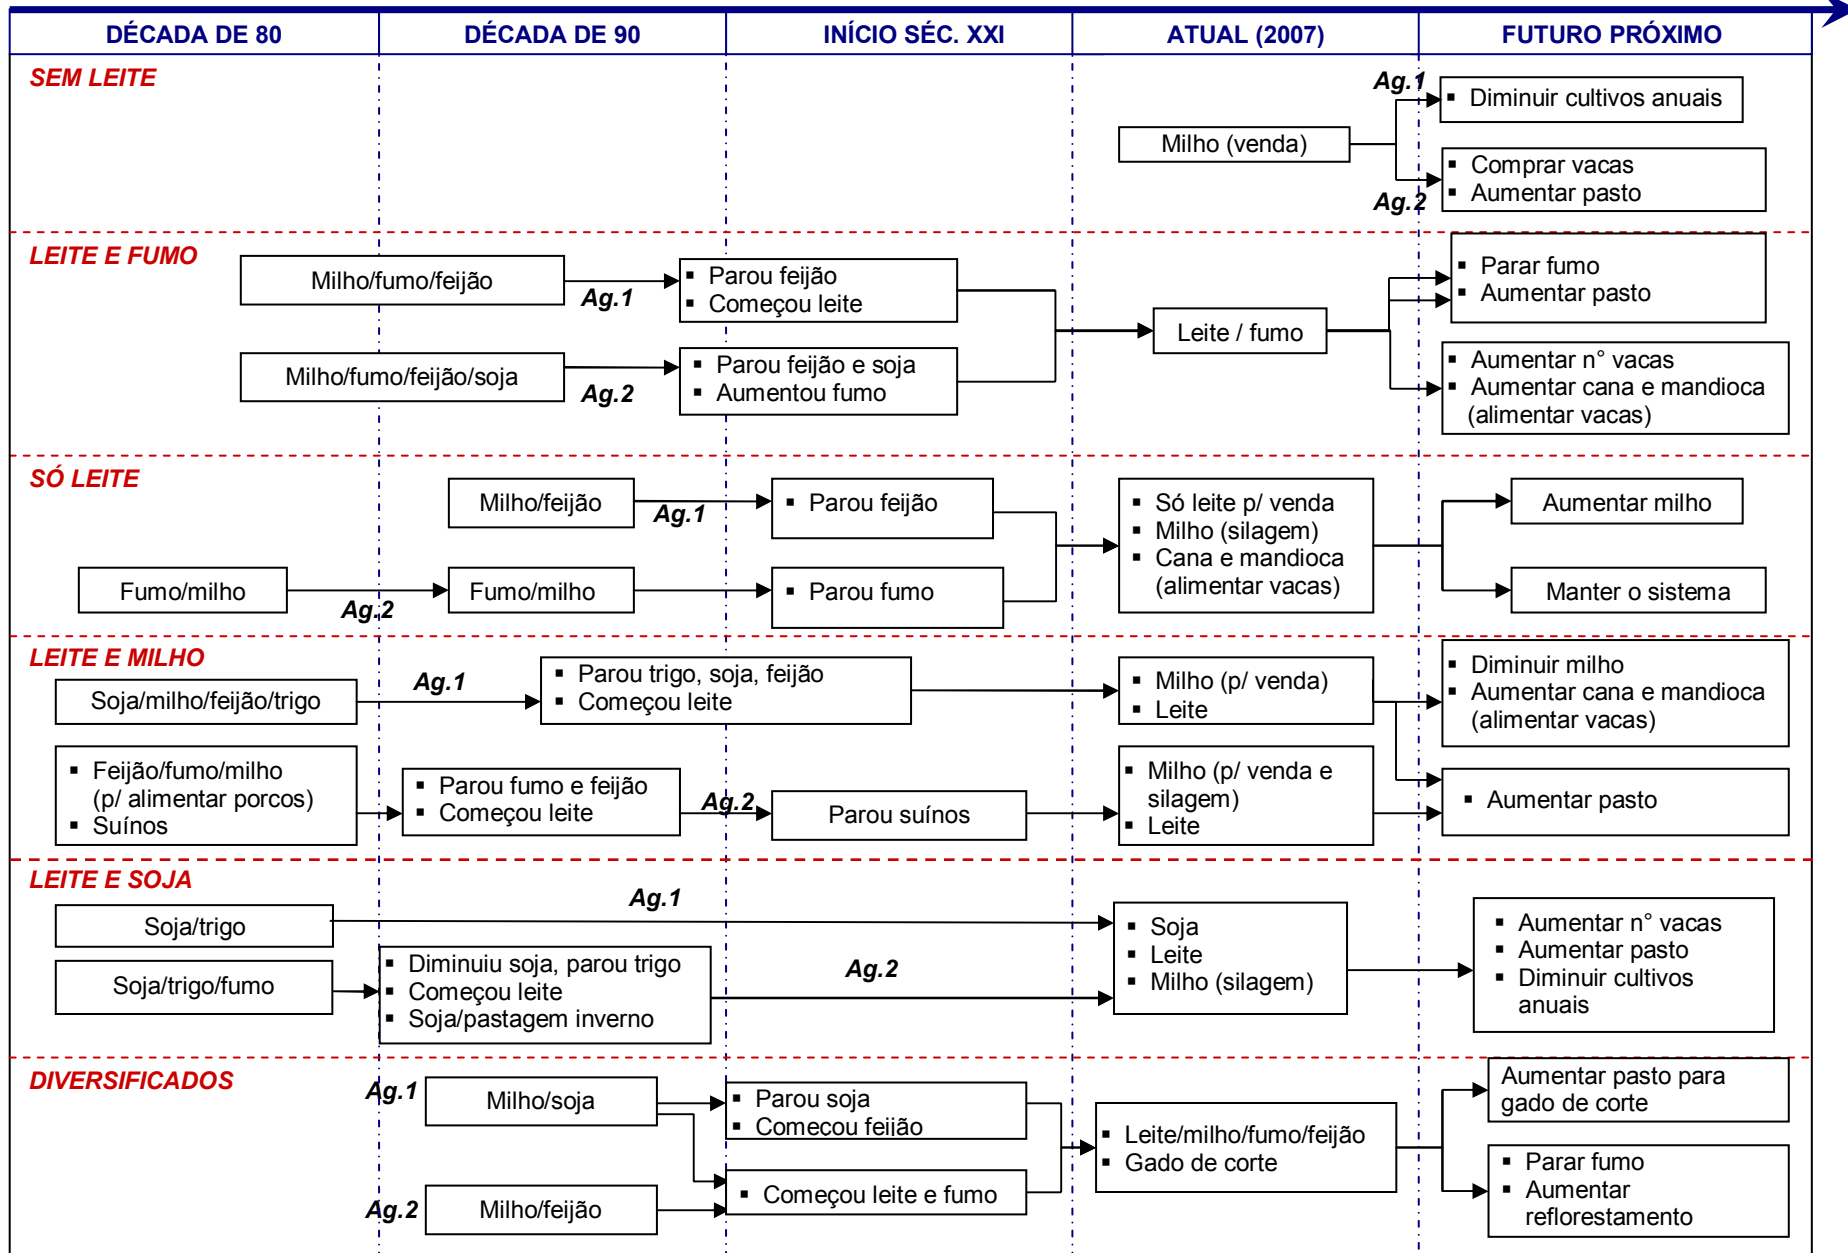 DÉCADA DE 80
DÉCADA DE 90
INÍCIO SÉC. XXI
ATUAL (2007)
FUTURO PRÓXIMO
SEM LEITE
Milho (venda)
Ag.1
▪ Diminuir cultivos anuais
Ag.2
▪ Comprar vacas
▪ Aumentar pasto
LEITE E FUMO
Milho/fumo/feijão
Ag.1
▪ Parou feijão
▪ Começou leite
Milho/fumo/feijão/soja
Ag.2
▪ Parou feijão e soja
▪ Aumentou fumo
Leite / fumo
▪ Parar fumo
▪ Aumentar pasto
▪ Aumentar n° vacas
▪ Aumentar cana e mandioca
(alimentar vacas)
SÓ LEITE
Milho/feijão
Ag.1
▪ Parou feijão
Fumo/milho
Ag.2
Fumo/milho
▪ Parou fumo
▪ Só leite p/ venda
▪ Milho (silagem)
▪ Cana e mandioca
(alimentar vacas)
Aumentar milho
Manter o sistema
LEITE E MILHO
Soja/milho/feijão/trigo
Ag.1
▪ Parou trigo, soja, feijão
▪ Começou leite
▪ Milho (p/ venda)
▪ Leite
▪ Diminuir milho
▪ Aumentar cana e mandioca
(alimentar vacas)
▪ Feijão/fumo/milho
(p/ alimentar porcos)
▪ Suínos
▪ Parou fumo e feijão
▪ Começou leite
Ag.2
Parou suínos
▪ Milho (p/ venda e
silagem)
▪ Leite
▪ Aumentar pasto
LEITE E SOJA
Soja/trigo
Ag.1
Soja/trigo/fumo
▪ Diminuiu soja, parou trigo
▪ Começou leite
▪ Soja/pastagem inverno
Ag.2
▪ Soja
▪ Leite
▪ Milho (silagem)
▪ Aumentar n° vacas
▪ Aumentar pasto
▪ Diminuir cultivos
anuais
DIVERSIFICADOS
Ag.1
Milho/soja
▪ Parou soja
▪ Começou feijão
Ag.2
Milho/feijão
▪ Começou leite e fumo
▪ Leite/milho/fumo/feijão
▪ Gado de corte
Aumentar pasto para
gado de corte
▪ Parar fumo
▪ Aumentar
reflorestamento